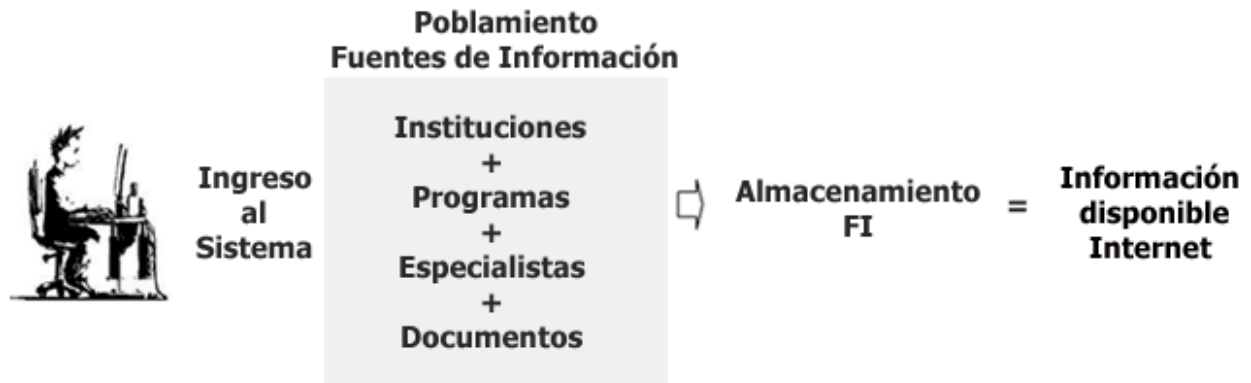 Poblamiento
Fuentes de Información
Ingreso
al
Sistema
Instituciones
+
Programas
+
Especialistas
+
Documentos
Almacenamiento
FI
=
Información
disponible
Internet